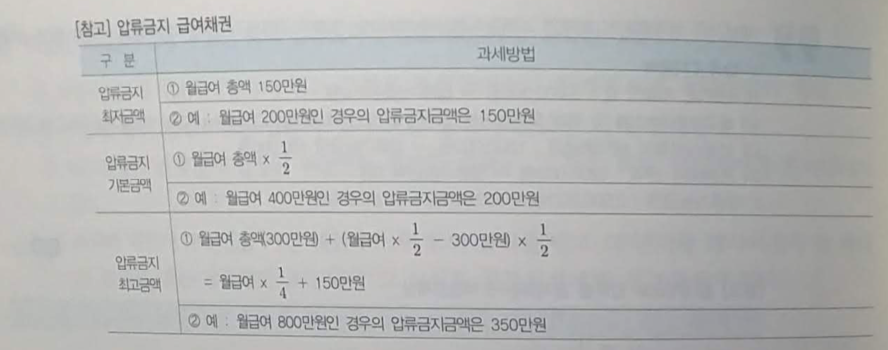 [참고] 압류금지 급여채권
구 분 과세방법
압류금지 최저금액 ① 월급여 총액 150만원
② 예 : 월급여 200만원인 경우의 압류금지금액은 150만원
압류금지 기본금액 ① 월급여 총액 × 1/2
② 예 : 월급여 400만원인 경우의 압류금지금액은 200만원
압류금지 최고금액 ① 월급여 총액(300만원) + (월급여 × 1/2 - 300만원) × 1/2
= 월급여 × 1/4 + 150만원
② 예 : 월급여 800만원인 경우의 압류금지금액은 350만원